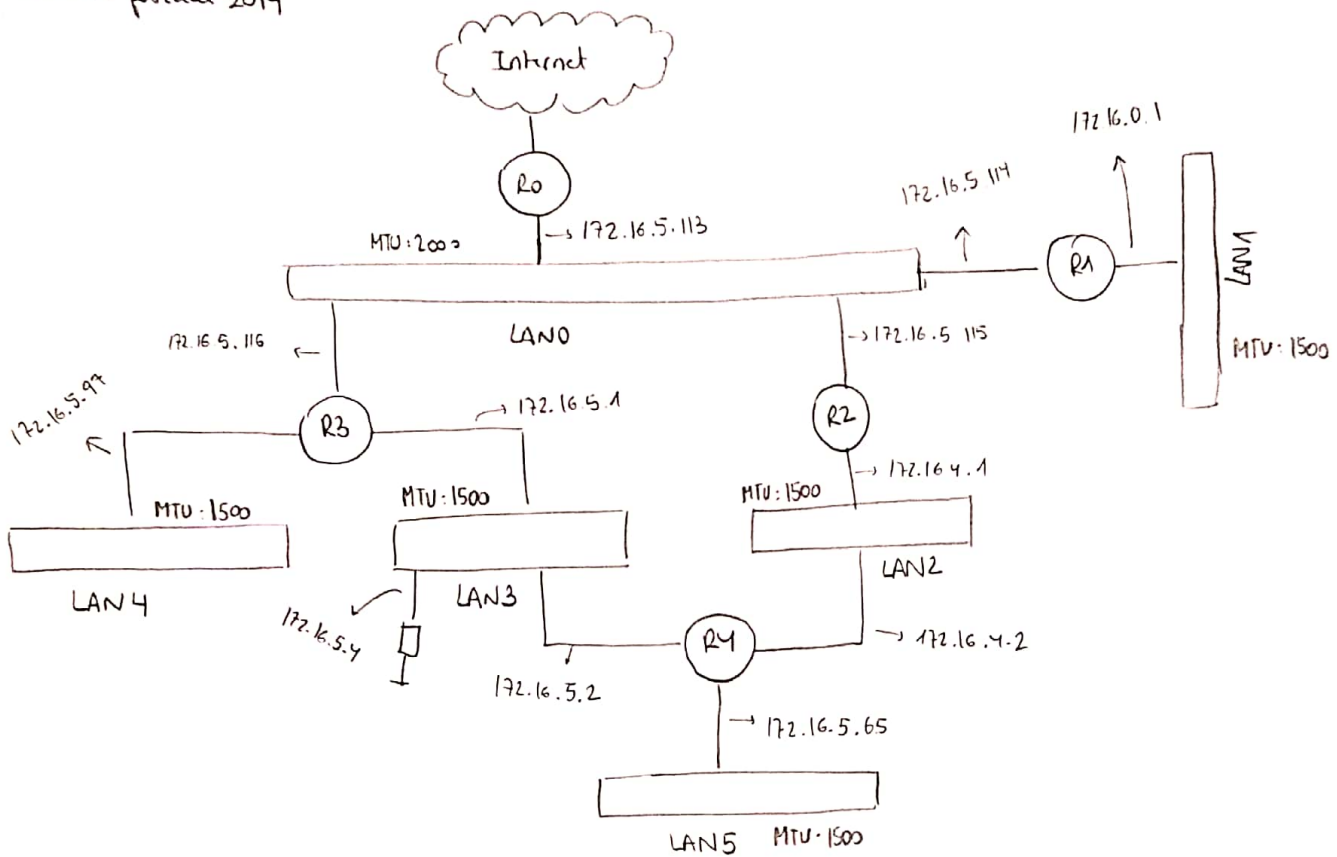 2014
Internet
R0
MTU: 2000
172.16.5.113
172.16.5 114
172 16.0.1
R1
LAN1
MTU: 1500
LAN0
172.16 5.116
172.16.5 115
172.16.5.97
R3
172.16.5.1
R2
172.16 4.1
MTU: 1500
MTU: 1500
MTU: 1500
LAN4
LAN3
LAN2
172.16.5.4
R4
172.16.4.2
172.16.5.2
172.16.5.65
LAN5 MTU: 1500